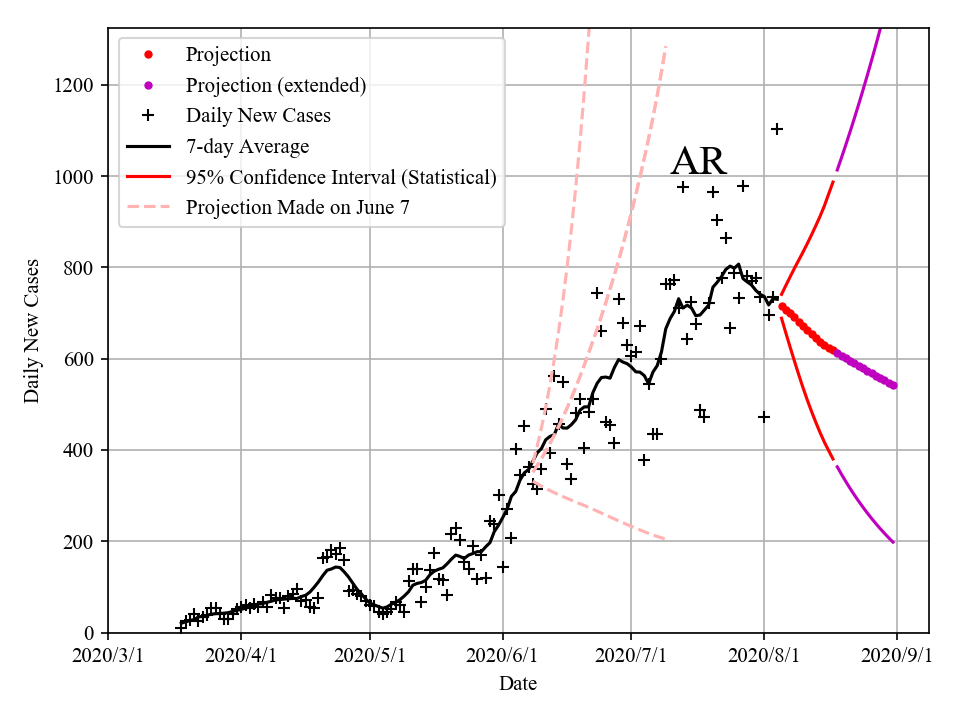 Projection
Projection (extended)
Daily New Cases
7-day Average
95% Confidence Interval (Statistical)
Projection Made on June 7
AR
1200
1000
800
600
400
200
0
Daily New Cases
2020/3/1 2020/4/1 2020/5/1 2020/6/1 2020/7/1 2020/8/1 2020/9/1
Date